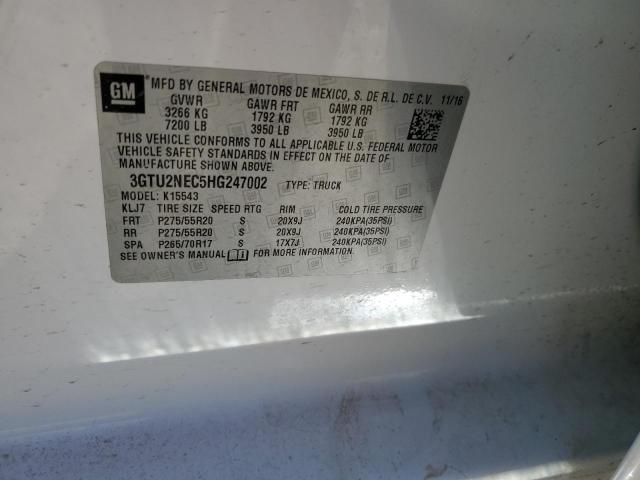 GM
MFD BY GENERAL MOTORS DE MEXICO, S. DE R.L. DE C.V. 11/16
GVWR GAWR FRT GAWR RR
3266 KG 1792 KG 1792 KG
7200 LB 3950 LB 3950 LB
THIS VEHICLE CONFORMS TO ALL APPLICABLE U.S. FEDERAL MOTOR
VEHICLE SAFETY STANDARDS IN EFFECT ON THE DATE OF
MANUFACTURE SHOWN ABOVE.
3GTU2NEC5HG247002 TYPE: TRUCK
MODEL: K15543
KLJ7 TIRE SIZE SPEED RTG RIM COLD TIRE PRESSURE
FRT P275/55R20 S 20X9J 240KPA(35PSI)
RR P275/55R20 S 20X9J 240KPA(35PSI)
SPA P265/70R17 S 17X7J 240KPA(35PSI)
SEE OWNER'S MANUAL FOR MORE INFORMATION.